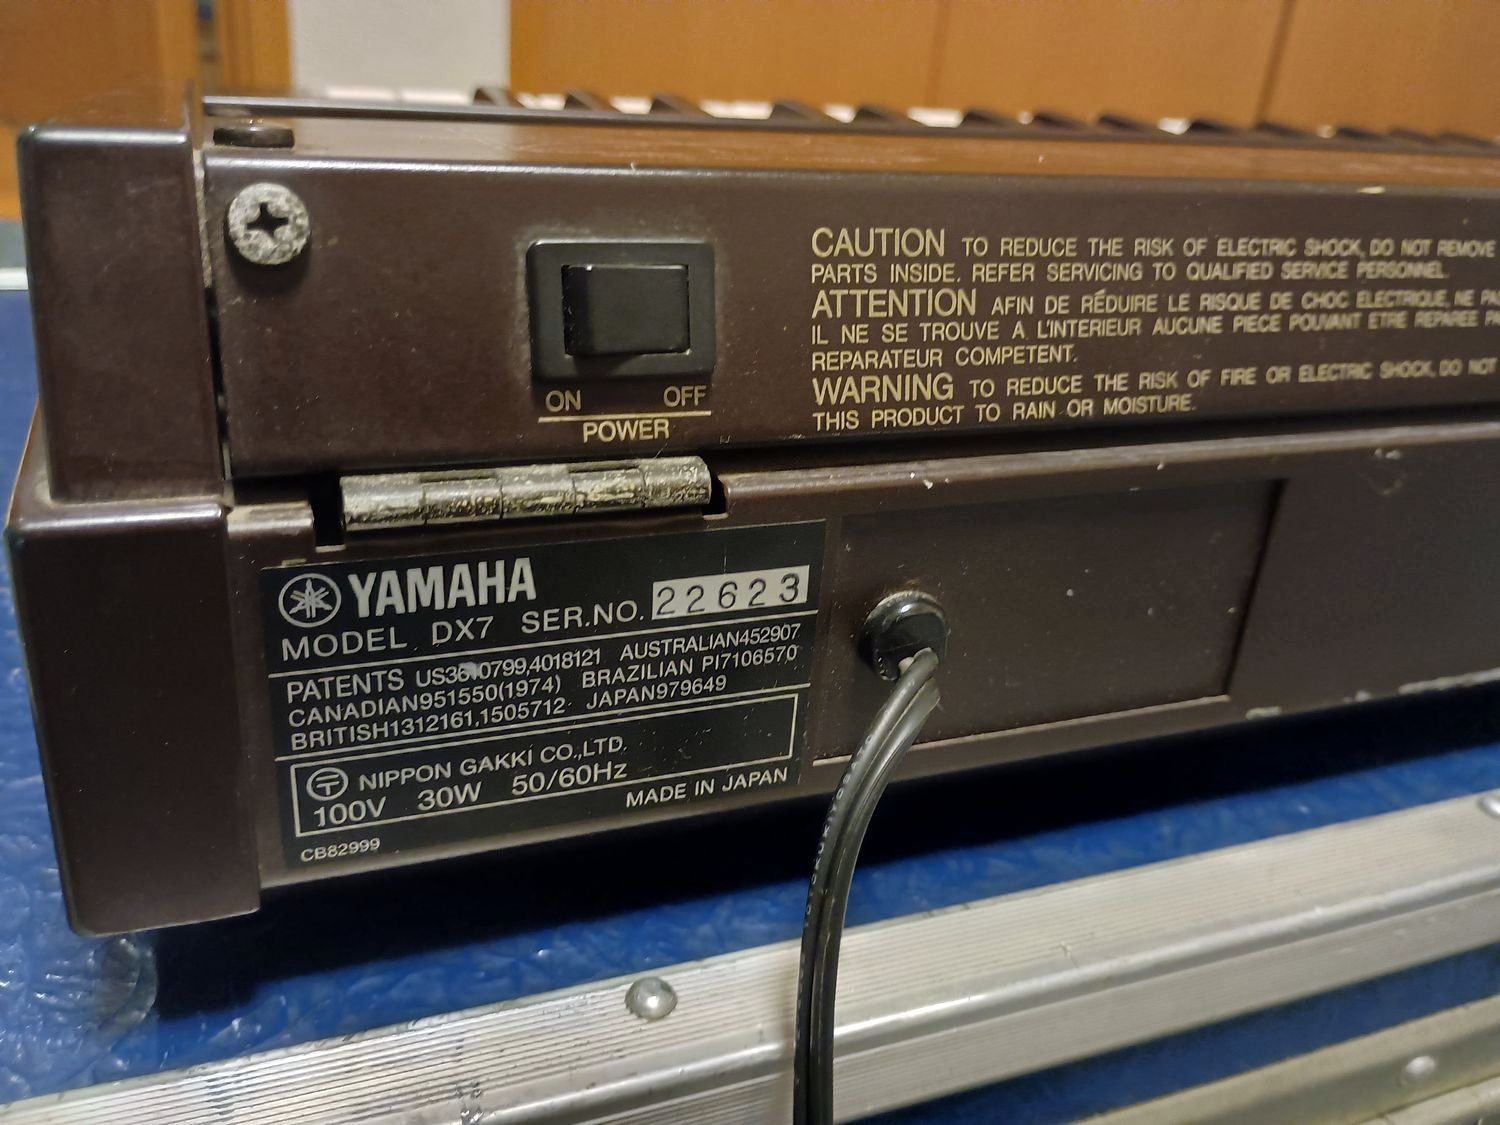 CAUTION TO REDUCE THE RISK OF ELECTRIC SHOCK, DO NOT REMOVE
PARTS INSIDE. REFER SERVICING TO QUALIFIED SERVICE PERSONNEL.
ATTENTION AFIN DE RÉDUIRE LE RISQUE DE CHOC ELECTRIQUE, NE PAS
IL NE SE TROUVE A L'INTERIEUR AUCUNE PIECE POUVANT ETRE REPAREE
REPARATEUR COMPETENT.
WARNING TO REDUCE THE RISK OF FIRE OR ELECTRIC SHOCK, DO NOT
THIS PRODUCT TO RAIN OR MOISTURE.
ON OFF
POWER
YAMAHA
MODEL DX7 SER.NO. 22623
PATENTS US3610799,4018121 AUSTRALIAN452907
CANADIAN951550(1974) BRAZILIAN PI7106570
BRITISH1312161,1505712 JAPAN979649
NIPPON GAKKI CO.,LTD.
100V 30W 50/60Hz
MADE IN JAPAN
CB82999